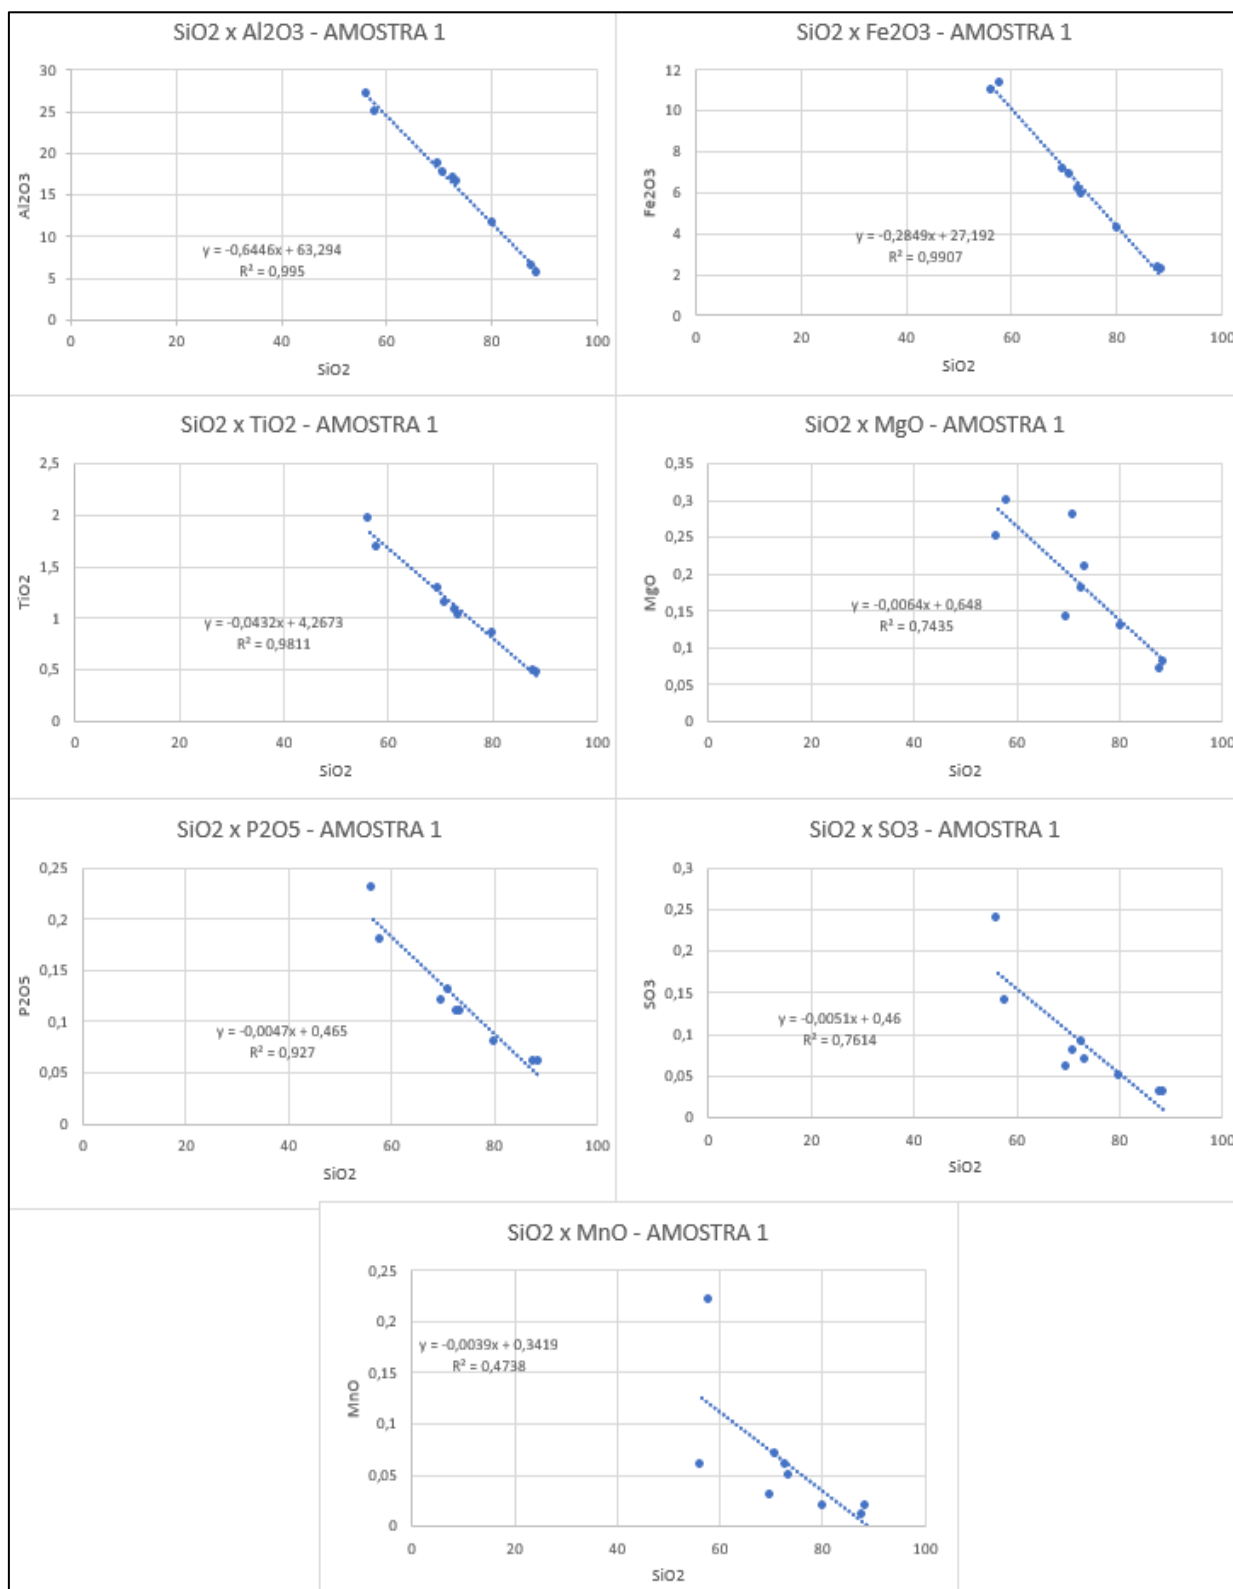 SiO2 x Al2O3 - AMOSTRA 1
30
25
20
15
10
5
0
Al2O3
y = -0,6446x + 63,294
R² = 0,995
0 20 40 60 80 100
SiO2
SiO2 x Fe2O3 - AMOSTRA 1
12
10
8
6
4
2
0
Fe2O3
y = -0,2849x + 27,192
R² = 0,9907
0 20 40 60 80 100
SiO2
SiO2 x TiO2 - AMOSTRA 1
2,5
2
1,5
1
0,5
0
TiO2
y = -0,0432x + 4,2673
R² = 0,9811
0 20 40 60 80 100
SiO2
SiO2 x MgO - AMOSTRA 1
0,35
0,3
0,25
0,2
0,15
0,1
0,05
0
MgO
y = -0,0064x + 0,648
R² = 0,7435
0 20 40 60 80 100
SiO2
SiO2 x P2O5 - AMOSTRA 1
0,25
0,2
0,15
0,1
0,05
0
P2O5
y = -0,0047x + 0,465
R² = 0,927
0 20 40 60 80 100
SiO2
SiO2 x SO3 - AMOSTRA 1
0,3
0,25
0,2
0,15
0,1
0,05
0
SO3
y = -0,0051x + 0,46
R² = 0,7614
0 20 40 60 80 100
SiO2
SiO2 x MnO - AMOSTRA 1
0,25
0,2
0,15
0,1
0,05
0
MnO
y = -0,0039x + 0,3419
R² = 0,4738
0 20 40 60 80 100
SiO2